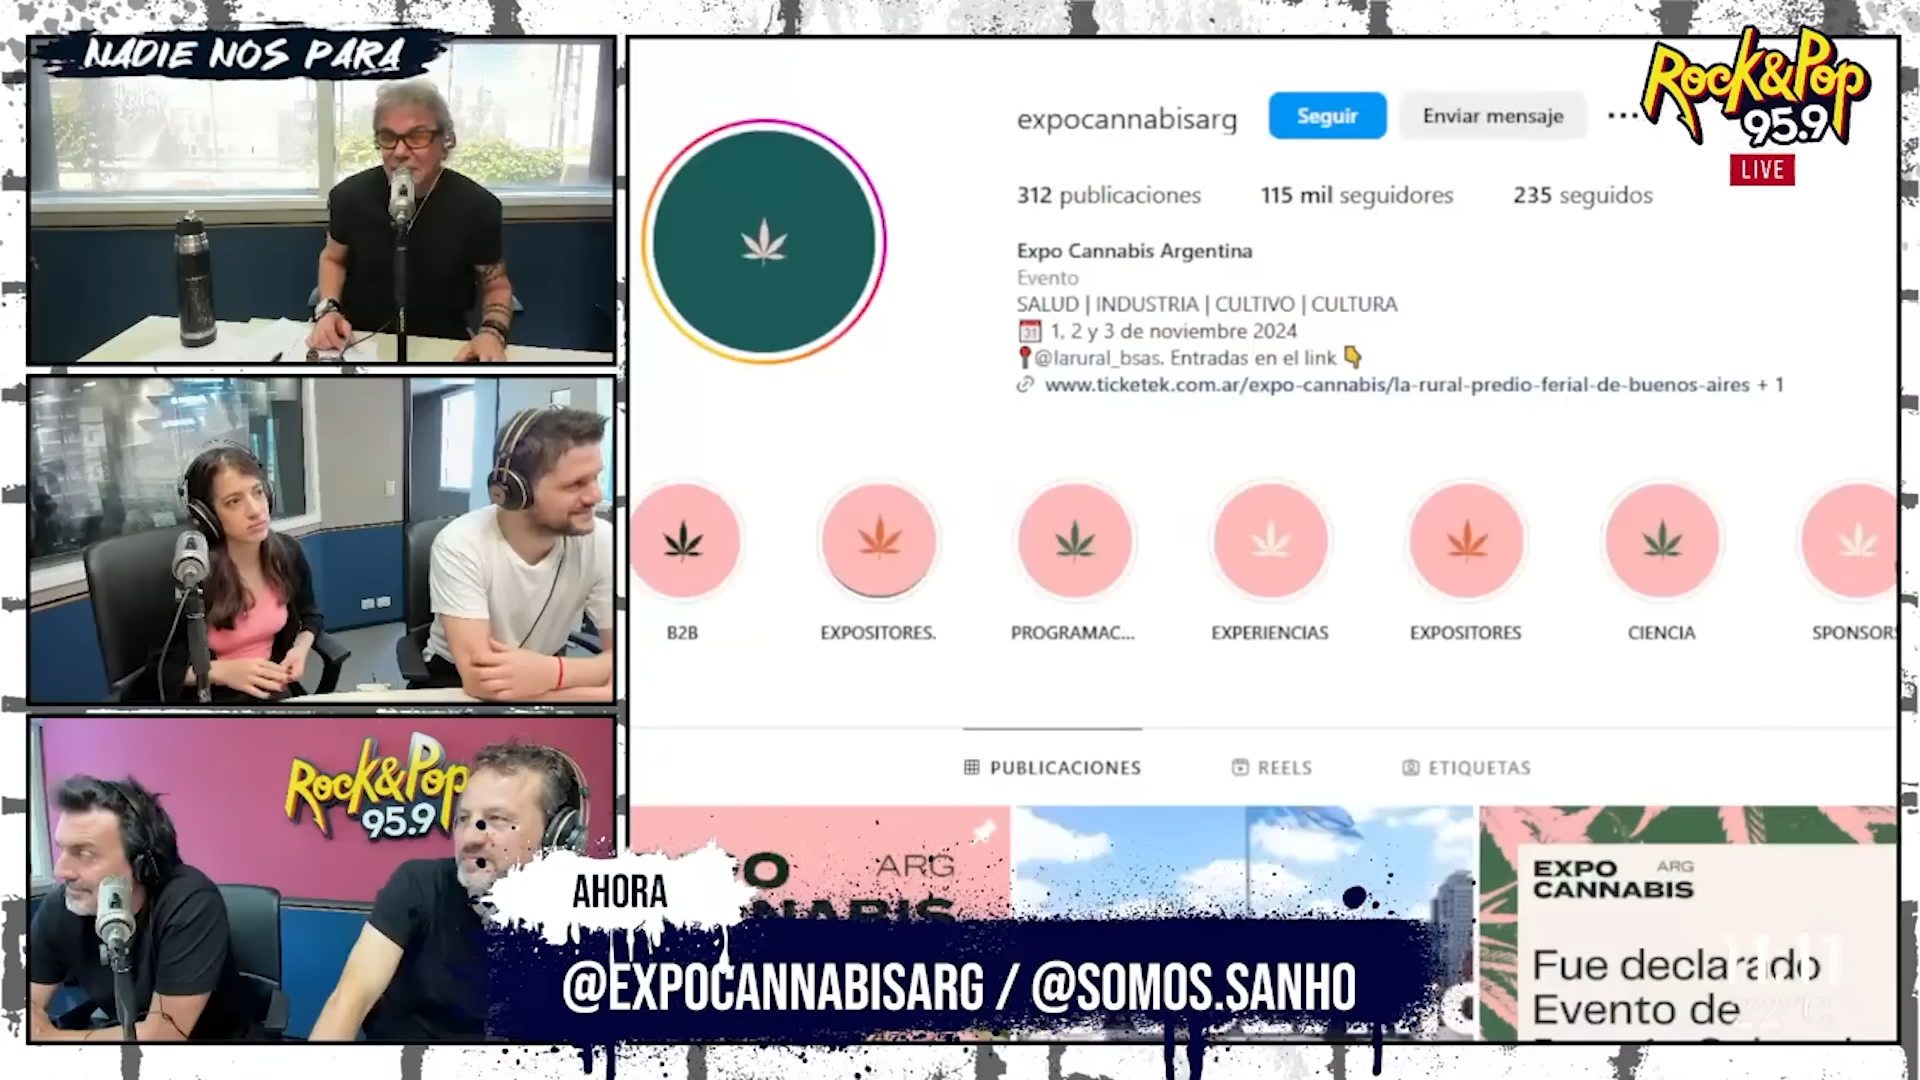 NADIE NOS PARA
Rock&Pop
95.9
LIVE
expocannabisarg
Seguir
Enviar mensaje
312 publicaciones
115 mil seguidores
235 seguidos
Expo Cannabis Argentina
Evento
SALUD | INDUSTRIA | CULTIVO | CULTURA
1, 2 y 3 de noviembre 2024
@larural_bsas. Entradas en el link
www.ticketek.com.ar/expo-cannabis/la-rural-predio-ferial-de-buenos-aires + 1
B2B
EXPOSITORES.
PROGRAMAC...
EXPERIENCIAS
EXPOSITORES
CIENCIA
SPONSORS
PUBLICACIONES
REELS
ETIQUETAS
Rock&Pop
95.9
ARG
EXPO ARG
CANNABIS
Fue declarado
Evento de
AHORA
@EXPOCANNABISARG / @SOMOS.SANHO